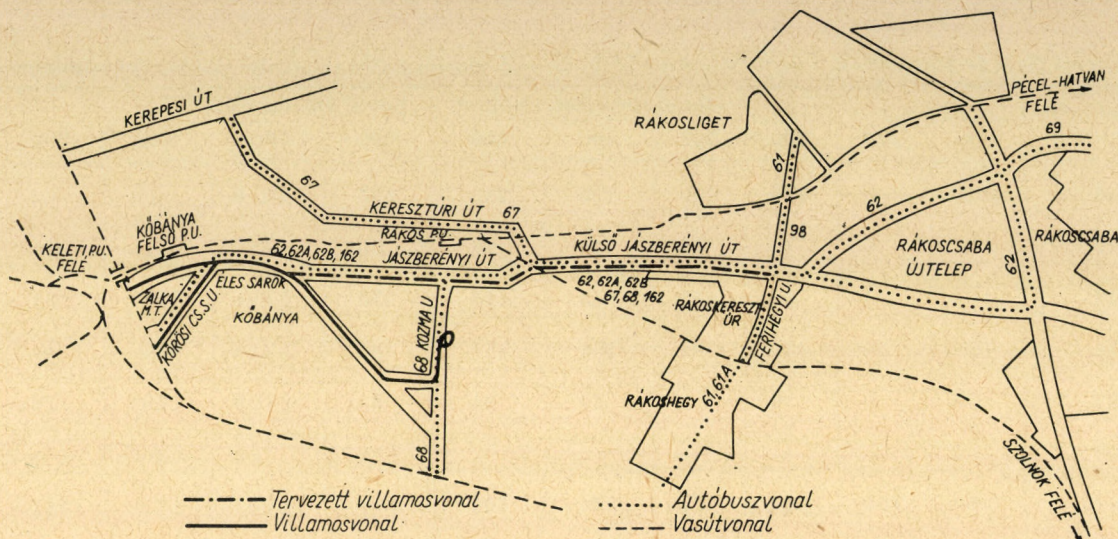 PÉCEL-HATVAN
FELÉ
KEREPESI ÚT
RÁKOSLIGET
69
61
67
62
KERESZTÚRI ÚT
67
KŐBÁNYA
FELSŐ P.U.
RÁKOS P.U.
98
KELETI P.U.
FELÉ
62, 62A, 62B, 162
JÁSZBERÉNYI ÚT
KÜLSŐ JÁSZBERÉNYI ÚT
RÁKOSCSABA
ÚJTELEP
RÁKOSCSABA
62
ZALKA
M. T.
KŐRÖSI CS. S. U.
ÉLES SAROK
KŐBÁNYA
68 KOZMA U
62, 62A, 62B
67, 68, 162
RÁKOSKERESZT-
ÚR
FERIHEGYI U.
RÁKOSHEGY
61, 61A
68
SZOLNOK FELÉ
Tervezett villamosvonal
Villamosvonal
Autóbuszvonal
Vasútvonal